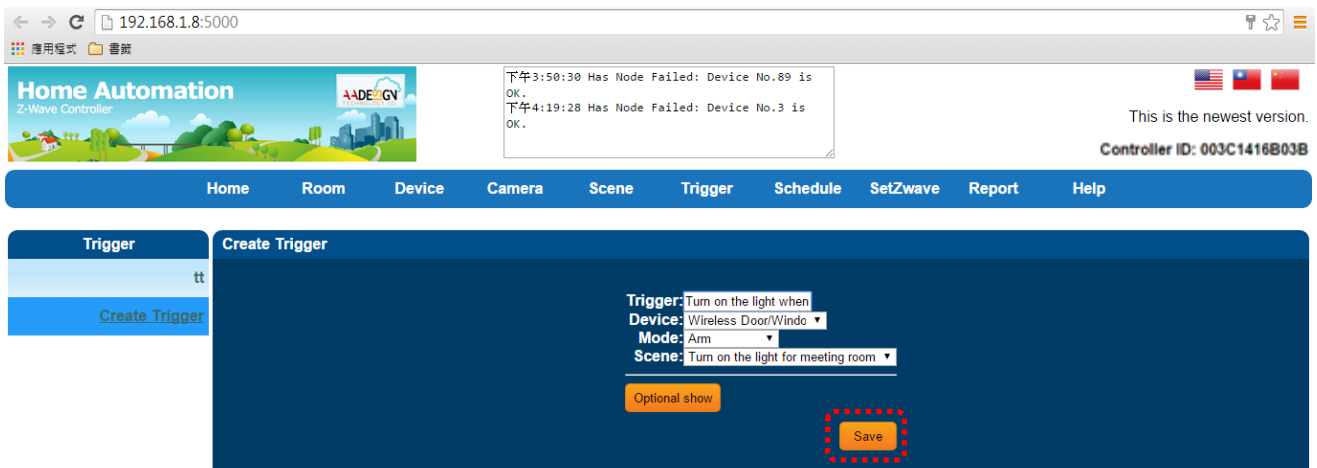 192.168.1.8:5000
應用程式 書籤
Home Automation
Z-Wave Controller
AADESIGN
TECHNOLOGY CO.
下午3:50:30 Has Node Failed: Device No.89 is
OK.
下午4:19:28 Has Node Failed: Device No.3 is
OK.
This is the newest version.
Controller ID: 003C1416B03B
Home Room Device Camera Scene Trigger Schedule SetZwave Report Help
Trigger
tt
Create Trigger
Create Trigger
Trigger: Turn on the light when
Device: Wireless Door/Windo
Mode: Arm
Scene: Turn on the light for meeting room
Optional show
Save